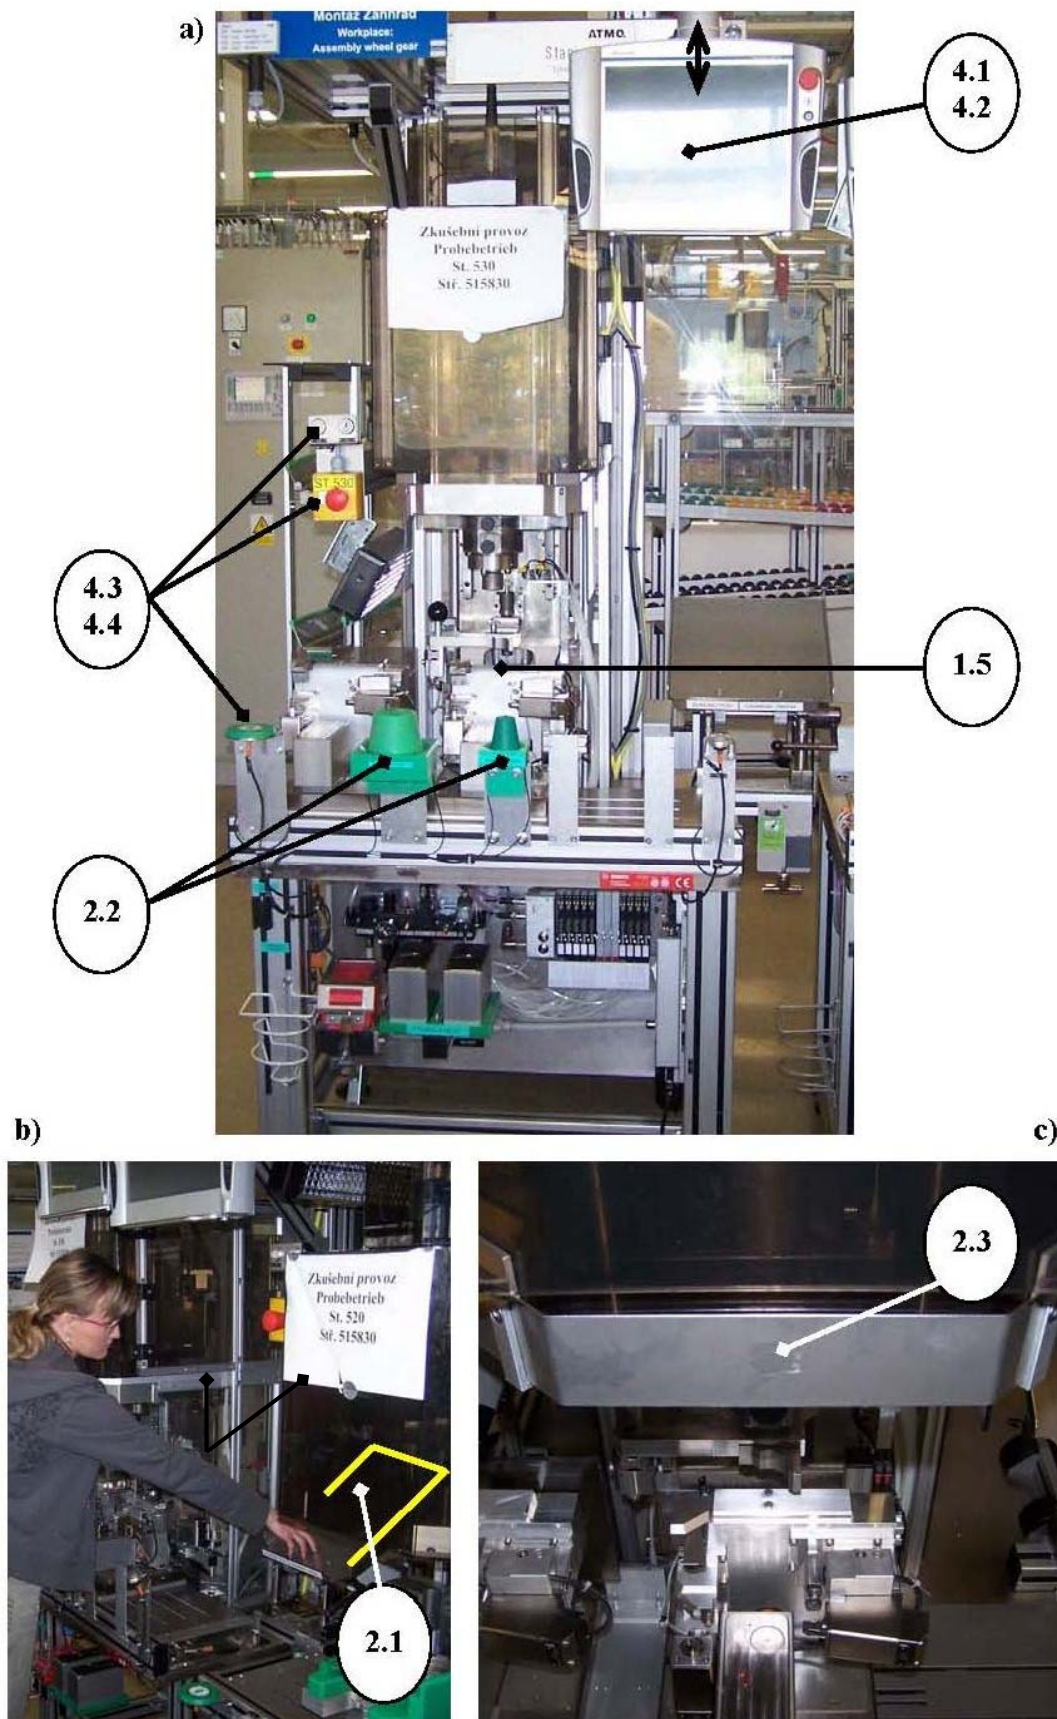 a)
Montáž Zahnrad
Workplace:
Assembly wheel gear
ATMO.
4.1
4.2
Zkušební provoz
Probebetrieb
St. 530
Stř. 515830
ST. 530
4.3
4.4
1.5
2.2
CE
b)
c)
2.3
Zkušební provoz
Probebetrieb
St. 520
Stř. 515830
2.1